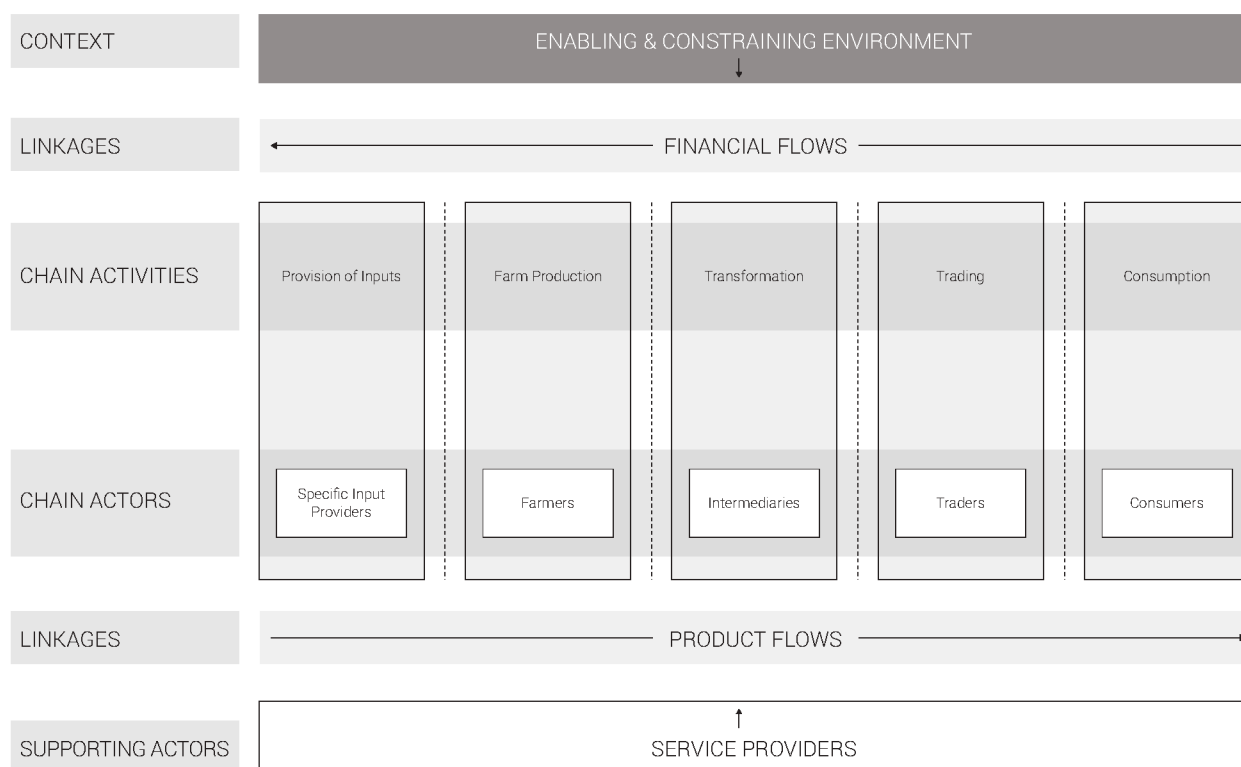 CONTEXT
ENABLING & CONSTRAINING ENVIRONMENT
LINKAGES
FINANCIAL FLOWS
CHAIN ACTIVITIES
Provision of Inputs
Farm Production
Transformation
Trading
Consumption
CHAIN ACTORS
Specific Input
Providers
Farmers
Intermediaries
Traders
Consumers
LINKAGES
PRODUCT FLOWS
SUPPORTING ACTORS
SERVICE PROVIDERS